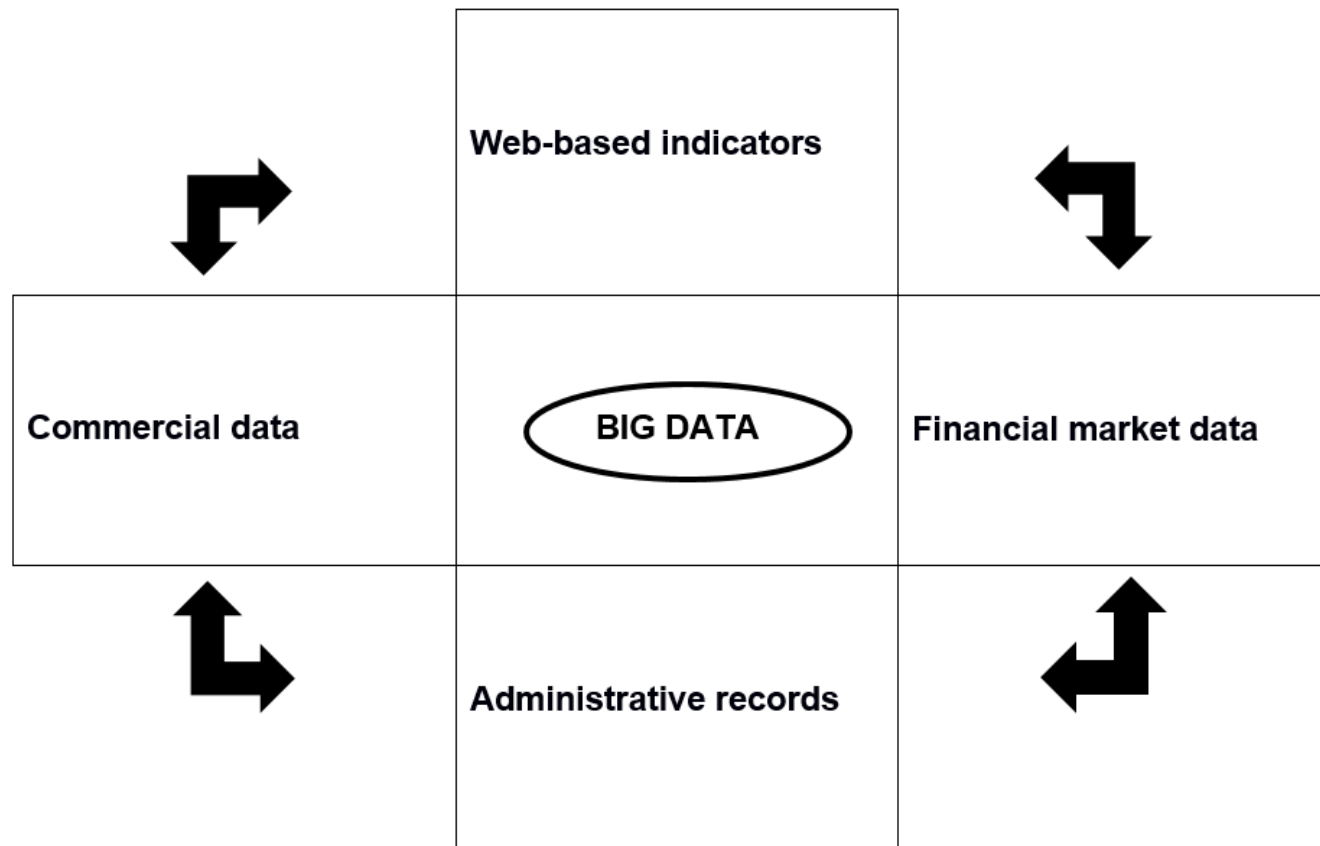 Web-based indicators
Commercial data
BIG DATA
Financial market data
Administrative records